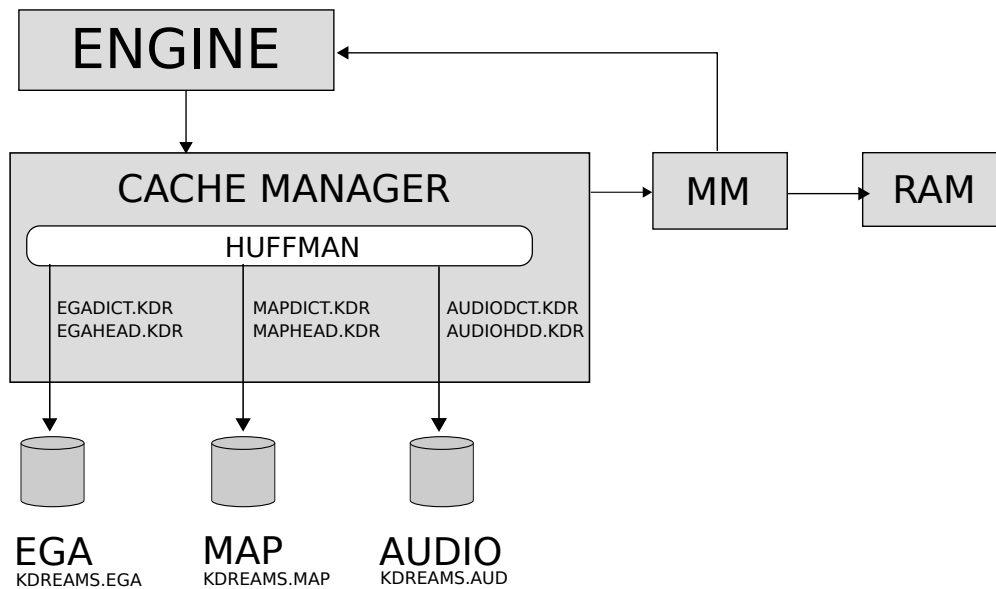 ENGINE
CACHE MANAGER
MM
RAM
HUFFMAN
EGADICT.KDR
EGAHEAD.KDR
MAPDICT.KDR
MAPHEAD.KDR
AUDIODCT.KDR
AUDIOHDD.KDR
EGA
KDREAMS.EGA
MAP
KDREAMS.MAP
AUDIO
KDREAMS.AUD